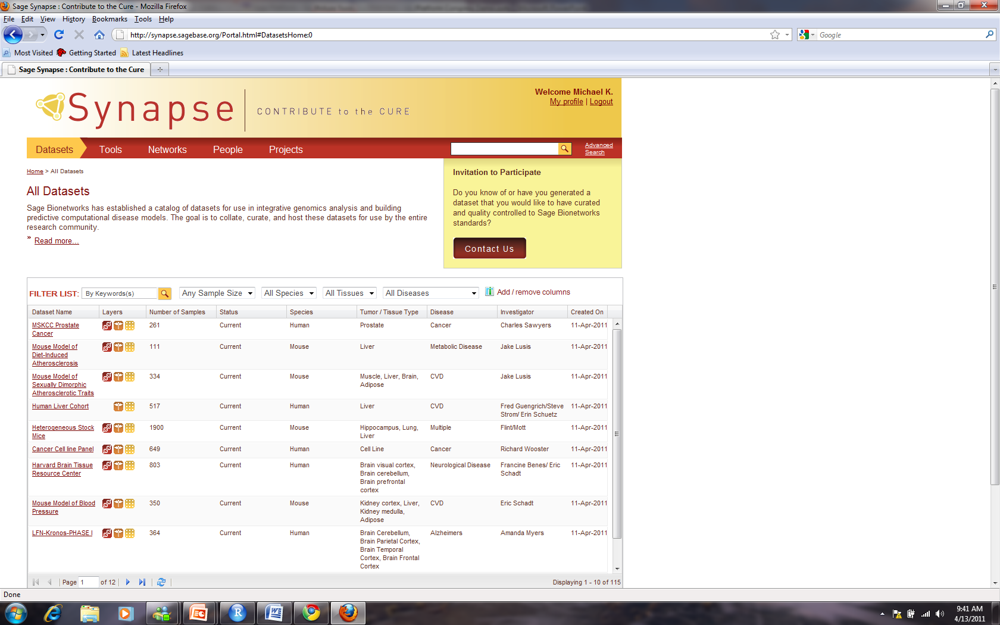 Sage Synapse : Contribute to the Cure - Mozilla Firefox
File Edit View History Bookmarks Tools Help
http://synapse.sagebase.org/Portal.html#DatasetsHome:0
Google
Most Visited Getting Started Latest Headlines
Sage Synapse : Contribute to the Cure
Synapse
CONTRIBUTE to the CURE
Welcome Michael K.
My profile | Logout
Datasets Tools Networks People Projects
Advanced Search
Home > All Datasets
All Datasets
Sage Bionetworks has established a catalog of datasets for use in integrative genomics analysis and building
predictive computational disease models. The goal is to collate, curate, and host these datasets for use by the entire
research community.
» Read more...
Invitation to Participate
Do you know of or have you generated a
dataset that you would like to have curated
and quality controlled to Sage Bionetworks
standards?
Contact Us
FILTER LIST: By Keywords(s) Any Sample Size All Species All Tissues All Diseases Add / remove columns
Dataset Name Layers Number of Samples Status Species Tumor / Tissue Type Disease Investigator Created On
MSKCC Prostate Cancer 261 Current Human Prostate Cancer Charles Sawyers 11-Apr-2011
Mouse Model of Diet-Induced Atherosclerosis 111 Current Mouse Liver Metabolic Disease Jake Lusis 11-Apr-2011
Mouse Model of Sexually Dimorphic Atherosclerotic Traits 334 Current Mouse Muscle, Liver, Brain, Adipose CVD Jake Lusis 11-Apr-2011
Human Liver Cohort 517 Current Human Liver CVD Fred Guengrich/Steve Strom/ Erin Schuetz 11-Apr-2011
Heterogeneous Stock Mice 1900 Current Mouse Hippocampus, Lung, Liver Multiple Flint/Mott 11-Apr-2011
Cancer Cell line Panel 649 Current Human Cell Line Cancer Richard Wooster 11-Apr-2011
Harvard Brain Tissue Resource Center 803 Current Human Brain visual cortex, Brain cerebellum, Brain prefrontal cortex Neurological Disease Francine Benes/ Eric Schadt 11-Apr-2011
Mouse Model of Blood Pressure 350 Current Mouse Kidney cortex, Liver, Kidney medulla, Adipose CVD Eric Schadt 11-Apr-2011
LFN-Kronos-PHASE I 364 Current Human Brain Cerebellum, Brain Parietal Cortex, Brain Temporal Cortex, Brain Frontal Cortex Alzheimers Amanda Myers 11-Apr-2011
Page 1 of 12 Displaying 1 - 10 of 115
Done
9:41 AM
4/13/2011